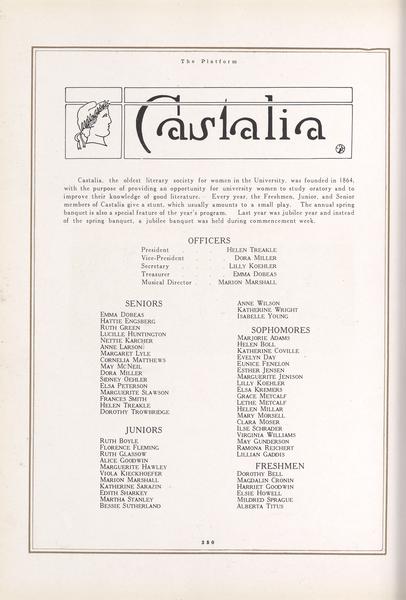 The Platform
Castalia
Castalia, the oldest literary society for women in the University, was founded in 1864,
with the purpose of providing an opportunity for university women to study oratory and to
improve their knowledge of good literature. Every year, the Freshmen, Junior, and Senior
members of Castalia give a stunt, which usually amounts to a small play. The annual spring
banquet is also a special feature of the year's program. Last year was jubilee year and instead
of the spring banquet, a jubilee banquet was held during commencement week.
OFFICERS
President . . . HELEN TREAKLE
Vice-President . . . DORA MILLER
Secretary . . . LILLY KOEHLER
Treasurer . . . EMMA DOBEAS
Musical Director . . MARION MARSHALL
SENIORS
EMMA DOBEAS
HATTIE ENGSBERG
RUTH GREEN
LUCILLE HUNTINGTON
NETTIE KARCHER
ANNE LARSON
MARGARET LYLE
CORNELIA MATTHEWS
MAY MCNEIL
DORA MILLER
SIDNEY OEHLER
ELSA PETERSON
MARGUERITE SLAWSON
FRANCES SMITH
HELEN TREAKLE
DOROTHY TROWBRIDGE
JUNIORS
RUTH BOYLE
FLORENCE FLEMING
RUTH GLASSOW
ALICE GOODWIN
MARGUERITE HAWLEY
VIOLA KIECKHOEFER
MARION MARSHALL
KATHERINE SARAZIN
EDITH SHARKEY
MARTHA STANLEY
BESSIE SUTHERLAND
ANNE WILSON
KATHERINE WRIGHT
ISABELLE YOUNG
SOPHOMORES
MARJORIE ADAMS
HELEN BOLL
KATHERINE COVILLE
EVELYN DAY
EUNICE FENELON
ESTHER JENSEN
MARGUERITE JENISON
LILLY KOEHLER
ELSA KREMERS
GRACE METCALF
LETHE METCALF
HELEN MILLAR
MARY MORSELL
CLARA MOSER
ILSE SCHRADER
VIRGINIA WILLIAMS
MAY GUNDERSON
RAMONA REICHERT
LILLIAN GADDIS
FRESHMEN
DOROTHY BELL
MAGDALIN CRONIN
HARRIET GOODWIN
ELSIE HOWELL
MILDRED SPRAGUE
ALBERTA TITUS
380